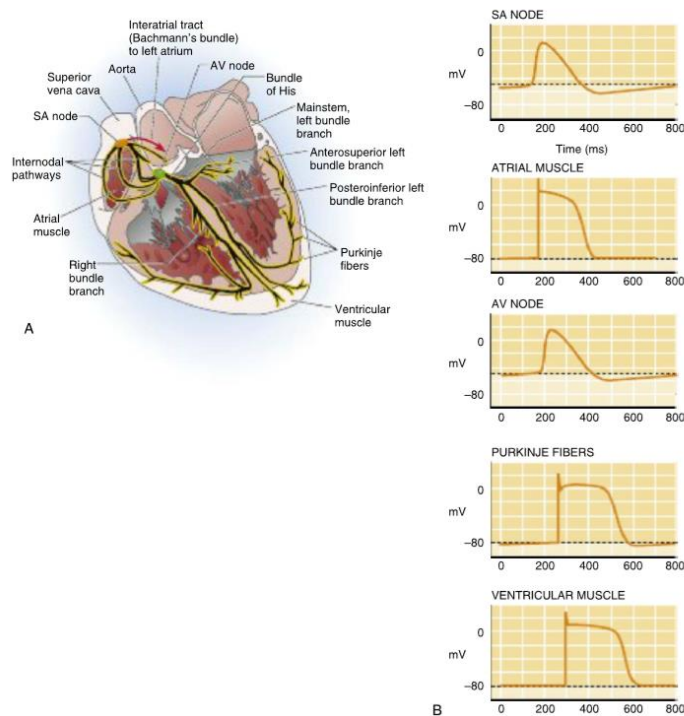 Interatrial tract
(Bachmann's bundle)
to left atrium
Aorta
AV node
Superior
vena cava
Bundle
of His
SA node
Mainstem,
left bundle
branch
Internodal
pathways
Anterosuperior left
bundle branch
Posteroinferior left
bundle branch
Atrial
muscle
Right
bundle
branch
Purkinje
fibers
Ventricular
muscle
A
SA NODE
0
mV
–80
0 200 400 600 800
Time (ms)
ATRIAL MUSCLE
0
mV
–80
0 200 400 600 800
AV NODE
0
mV
–80
0 200 400 600 800
PURKINJE FIBERS
0
mV
–80
0 200 400 600 800
VENTRICULAR MUSCLE
0
mV
–80
0 200 400 600 800
B